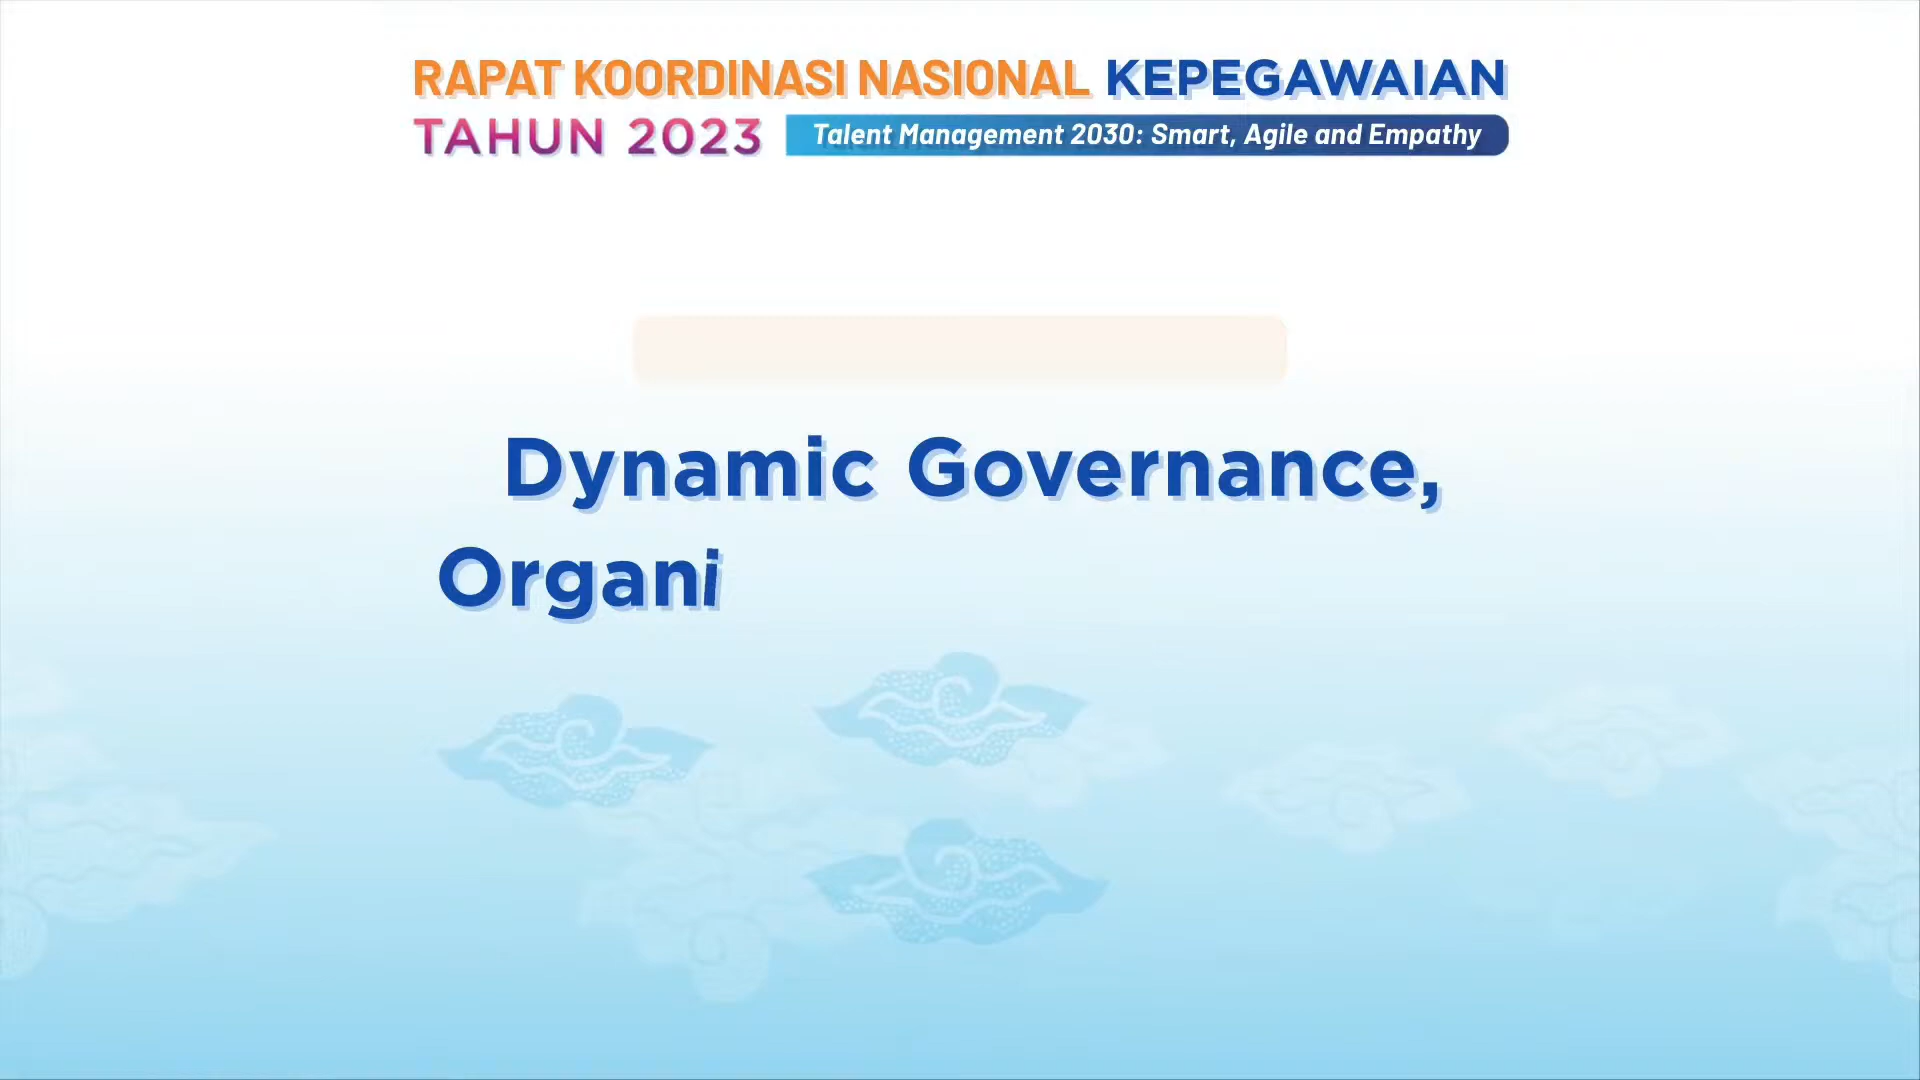 RAPAT KOORDINASI NASIONAL KEPEGAWAIAN
TAHUN 2023 Talent Management 2030: Smart, Agile and Empathy
Dynamic Governance,
Organi